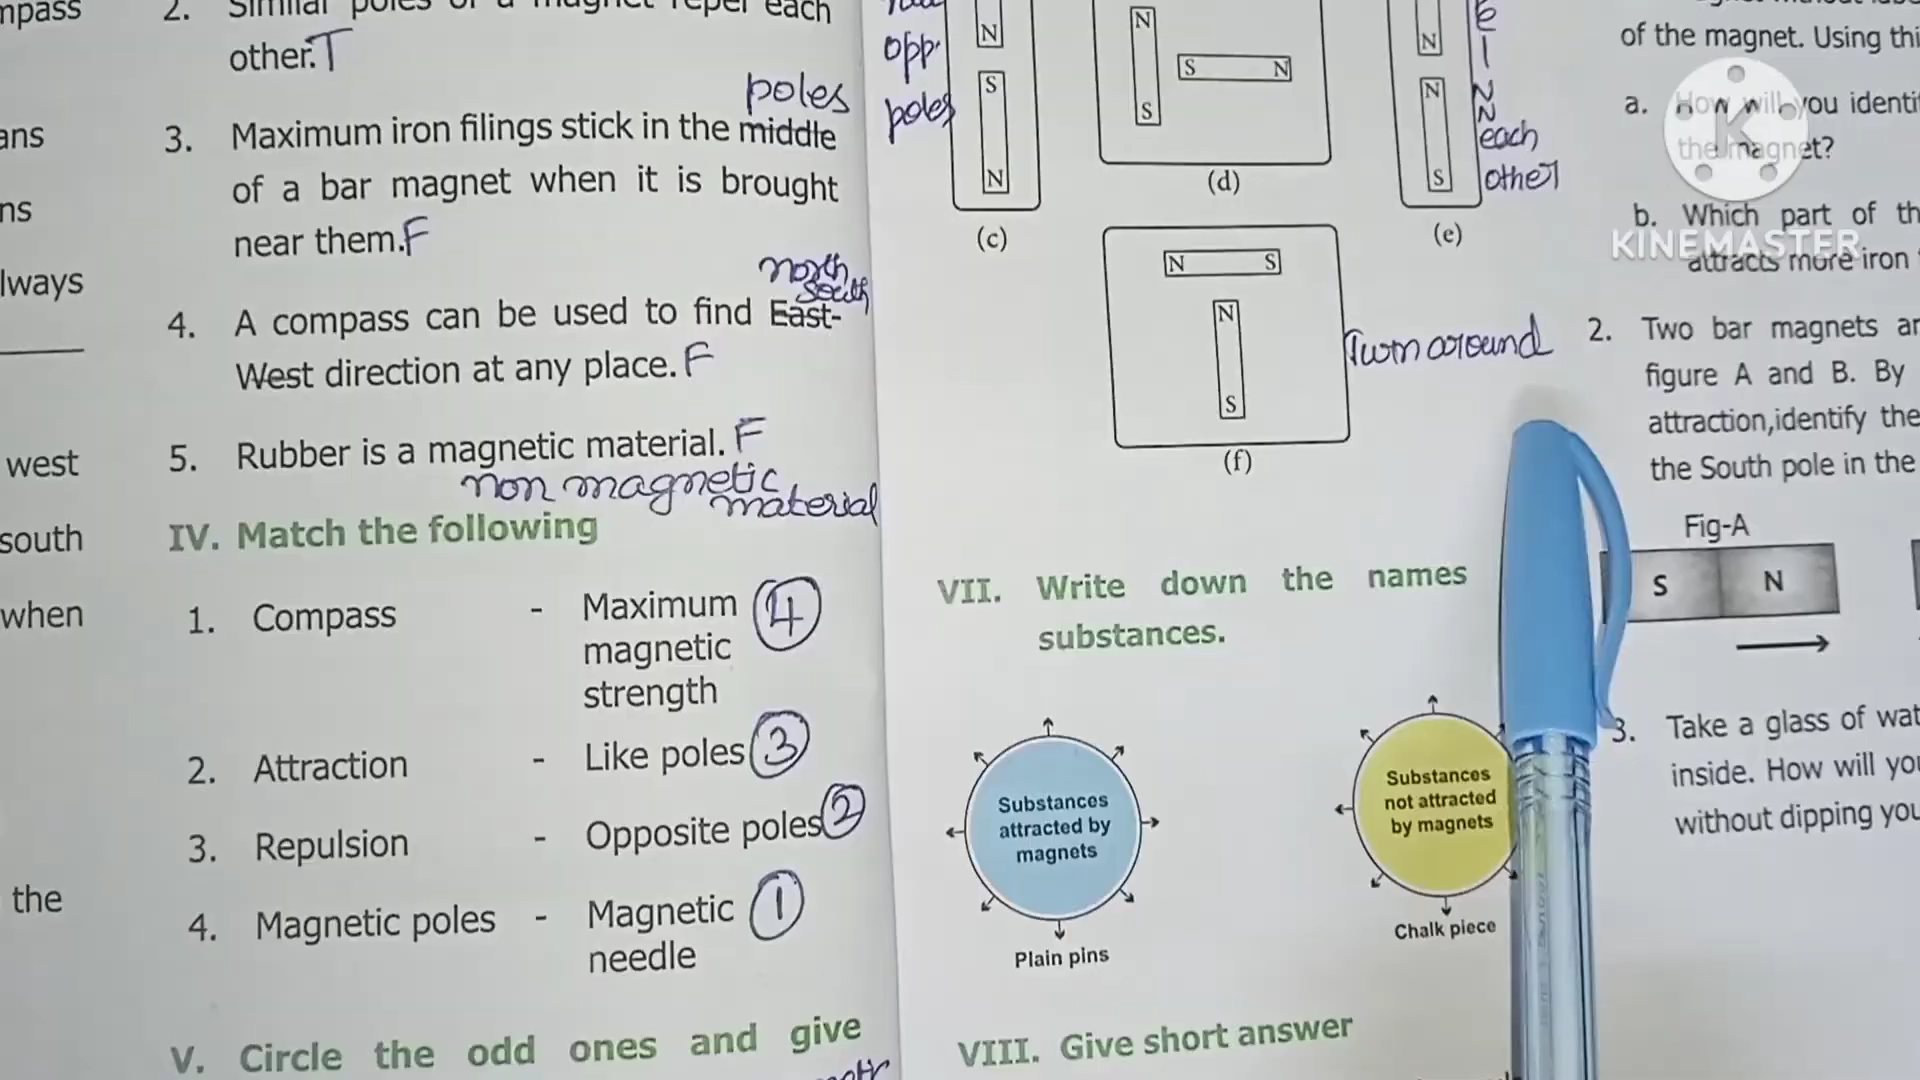 mpass
ans
ns
lways
west
south
when
the
2. Similar poles of a magnet repel each
other. T
poles
3. Maximum iron filings stick in the middle
of a bar magnet when it is brought
near them. F
north
south
4. A compass can be used to find East-
West direction at any place. F
5. Rubber is a magnetic material. F
non magnetic
material
IV. Match the following
1. Compass - Maximum 4
magnetic
strength
2. Attraction - Like poles 3
3. Repulsion - Opposite poles 2
4. Magnetic poles - Magnetic 1
needle
V. Circle the odd ones and give
opp.
poles
N
S
N
(c)
N
S
S N
(d)
N
N
S
each
other
(e)
N S
N
S
Turn around
(f)
VII. Write down the names
substances.
Substances
attracted by
magnets
Plain pins
Substances
not attracted
by magnets
Chalk piece
VIII. Give short answer
of the magnet. Using thi
a. How will you identi
the magnet?
b. Which part of th
attracts more iron
K
KINEMASTER
2. Two bar magnets ar
figure A and B. By
attraction,identify the
the South pole in the
Fig-A
S N
3. Take a glass of wat
inside. How will you
without dipping you